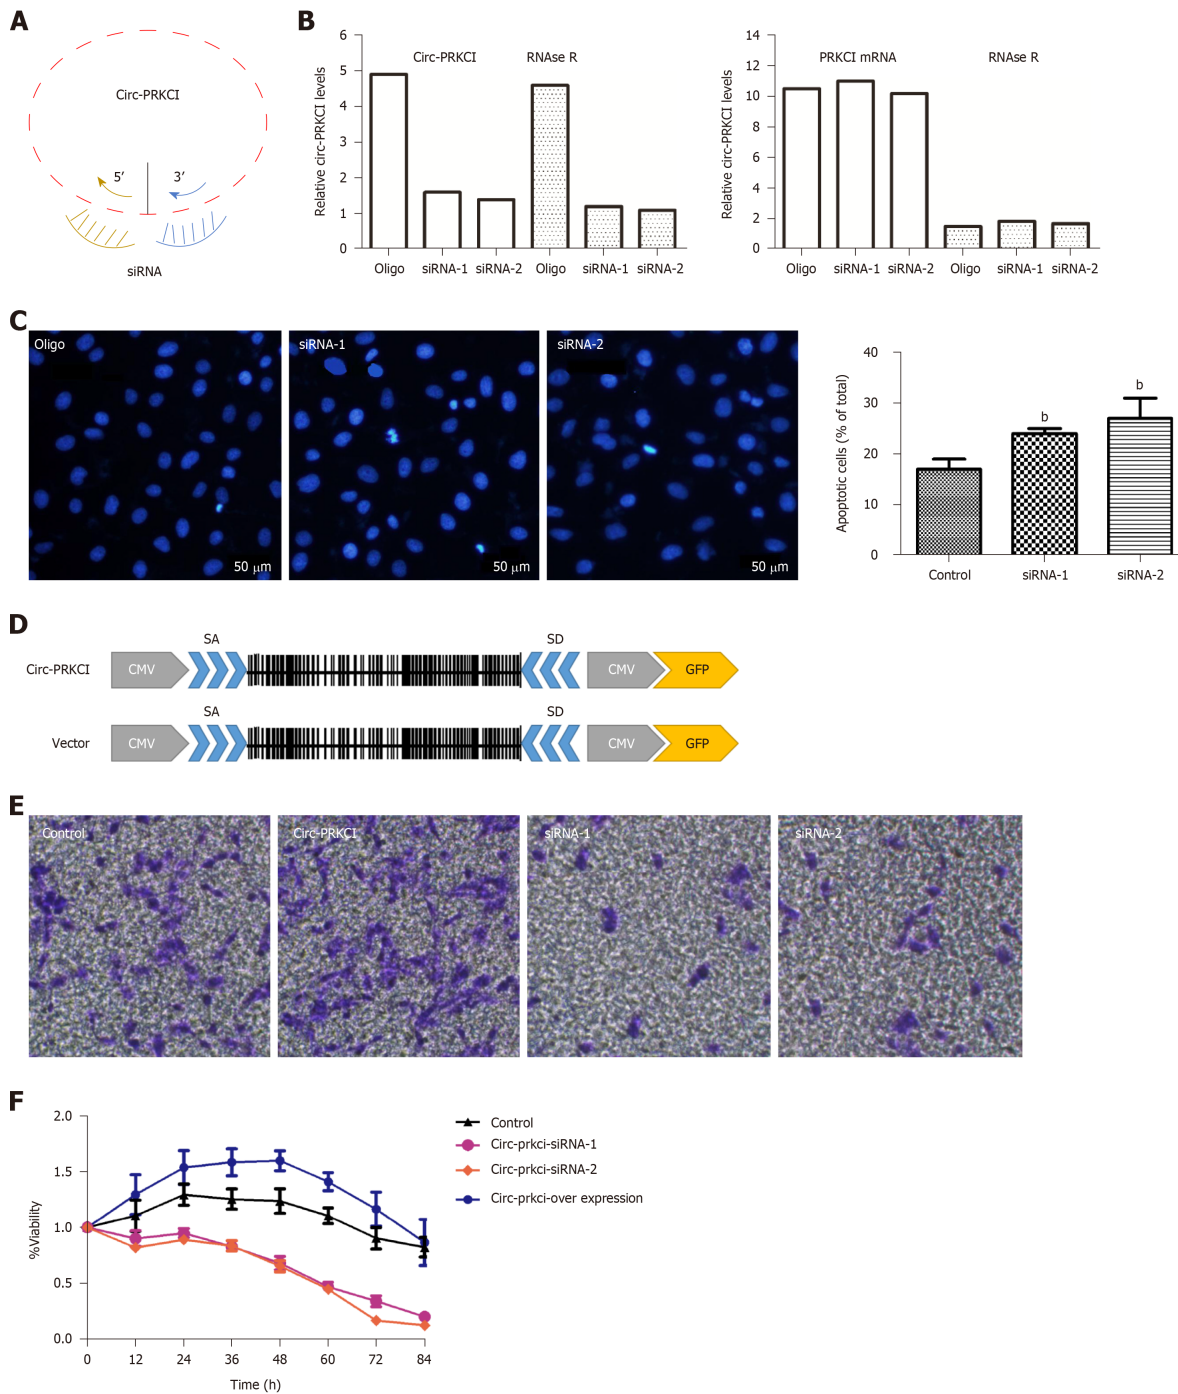 A
Circ-PRKCI
5′
3′
siRNA
B
Relative circ-PRKCI levels
6
5
4
3
2
1
0
Circ-PRKCI
RNAse R
Oligo
siRNA-1
siRNA-2
Oligo
siRNA-1
siRNA-2
Relative circ-PRKCI levels
14
12
10
8
6
4
2
0
PRKCI mRNA
RNAse R
Oligo
siRNA-1
siRNA-2
Oligo
siRNA-1
siRNA-2
C
Oligo
50 μm
siRNA-1
50 μm
siRNA-2
50 μm
Apoptotic cells (% of total)
40
30
20
10
0
b
b
Control
siRNA-1
siRNA-2
D
SA
SD
Circ-PRKCI
CMV
CMV
GFP
SA
SD
Vector
CMV
CMV
GFP
E
Control
Circ-PRKCI
siRNA-1
siRNA-2
F
%Viability
2.0
1.5
1.0
0.5
0.0
0
12
24
36
48
60
72
84
Time (h)
Control
Circ-prkci-siRNA-1
Circ-prkci-siRNA-2
Circ-prkci-over expression